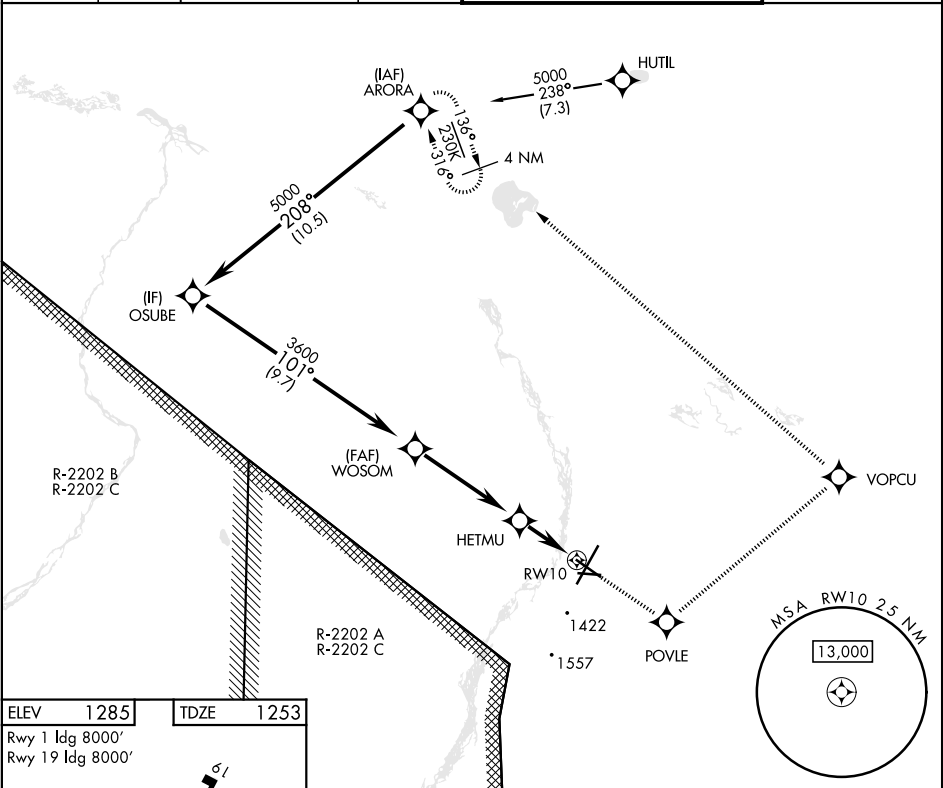 HUTIL
(IAF)
ARORA
5000
238°
(7.3)
136°
230K
316°
4 NM
5000
208°
(10.5)
(IF)
OSUBE
3600
101°
(9.7)
(FAF)
WOSOM
R-2202 B
R-2202 C
VOPCU
HETMU
RW10
1422
1557
POVLE
R-2202 A
R-2202 C
MSA RW10 25 NM
13,000
ELEV 1285
TDZE 1253
Rwy 1 ldg 8000'
Rwy 19 ldg 8000'
19